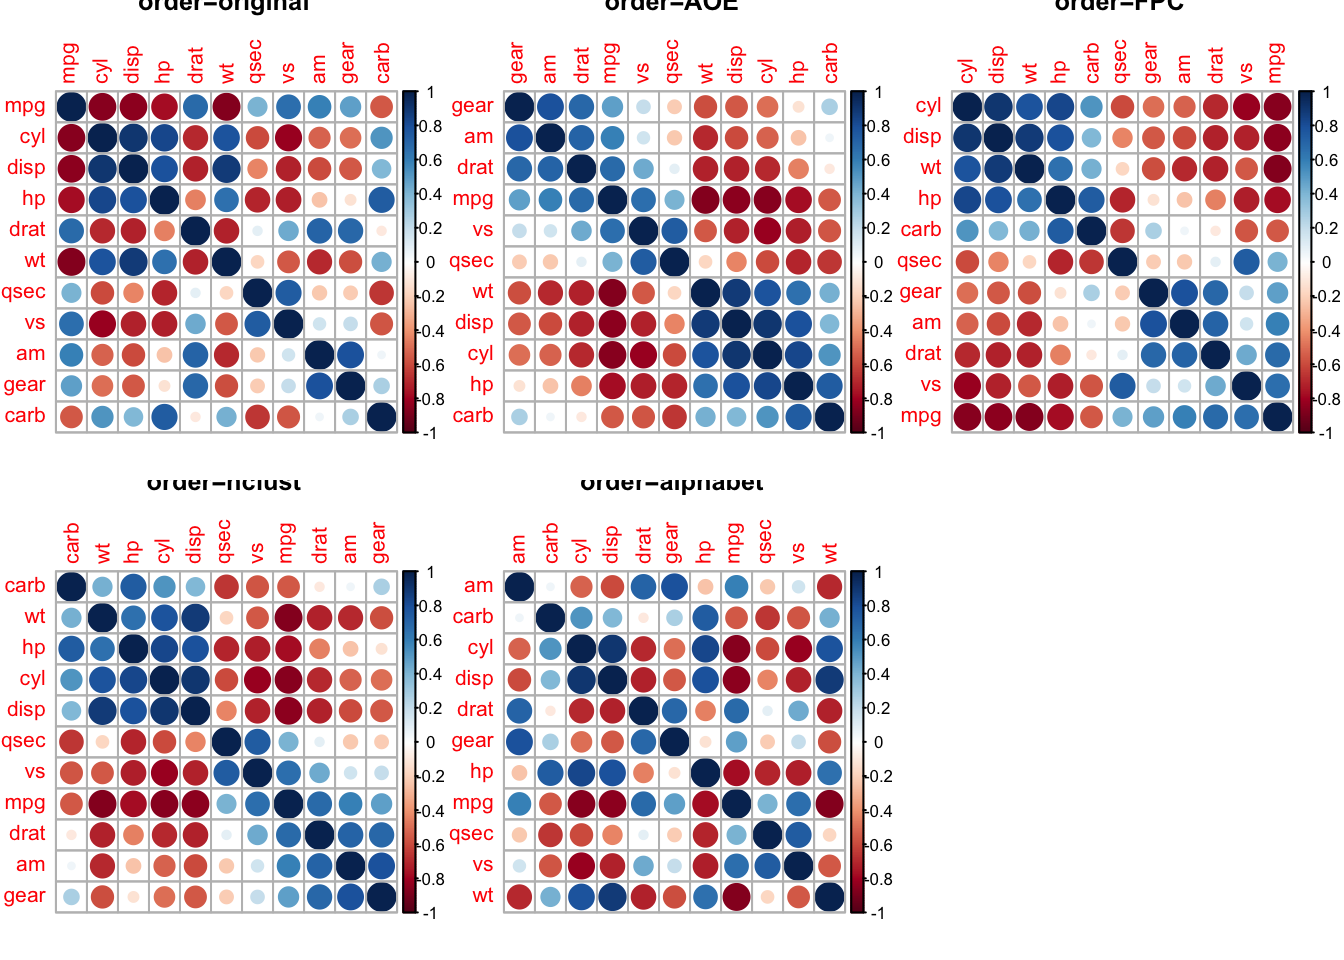 order=original
mpg cyl disp hp drat wt qsec vs am gear carb
mpg
cyl
disp
hp
drat
wt
qsec
vs
am
gear
carb
1
0.8
0.6
0.4
0.2
0
-0.2
-0.4
-0.6
-0.8
-1
order=AOE
gear am drat mpg vs qsec wt disp cyl hp carb
gear
am
drat
mpg
vs
qsec
wt
disp
cyl
hp
carb
1
0.8
0.6
0.4
0.2
0
-0.2
-0.4
-0.6
-0.8
-1
order=FPC
cyl disp wt hp carb qsec gear am drat vs mpg
cyl
disp
wt
hp
carb
qsec
gear
am
drat
vs
mpg
1
0.8
0.6
0.4
0.2
0
-0.2
-0.4
-0.6
-0.8
-1
order=hclust
carb wt hp cyl disp qsec vs mpg drat am gear
carb
wt
hp
cyl
disp
qsec
vs
mpg
drat
am
gear
1
0.8
0.6
0.4
0.2
0
-0.2
-0.4
-0.6
-0.8
-1
order=alphabet
am carb cyl disp drat gear hp mpg qsec vs wt
am
carb
cyl
disp
drat
gear
hp
mpg
qsec
vs
wt
1
0.8
0.6
0.4
0.2
0
-0.2
-0.4
-0.6
-0.8
-1